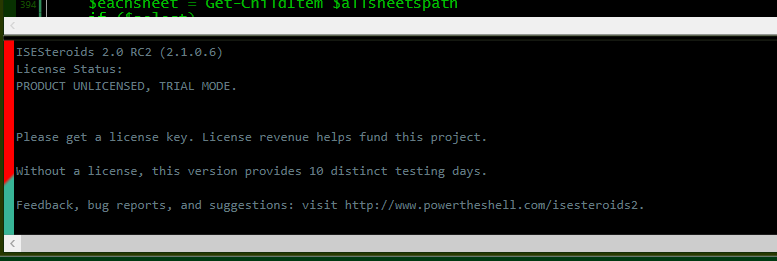 394
$eachsheet = Get-ChildItem $allsheetspath
if ($select)
ISESteroids 2.0 RC2 (2.1.0.6)
License Status:
PRODUCT UNLICENSED, TRIAL MODE.
Please get a license key. License revenue helps fund this project.
Without a license, this version provides 10 distinct testing days.
Feedback, bug reports, and suggestions: visit http://www.powertheshell.com/isesteroids2.